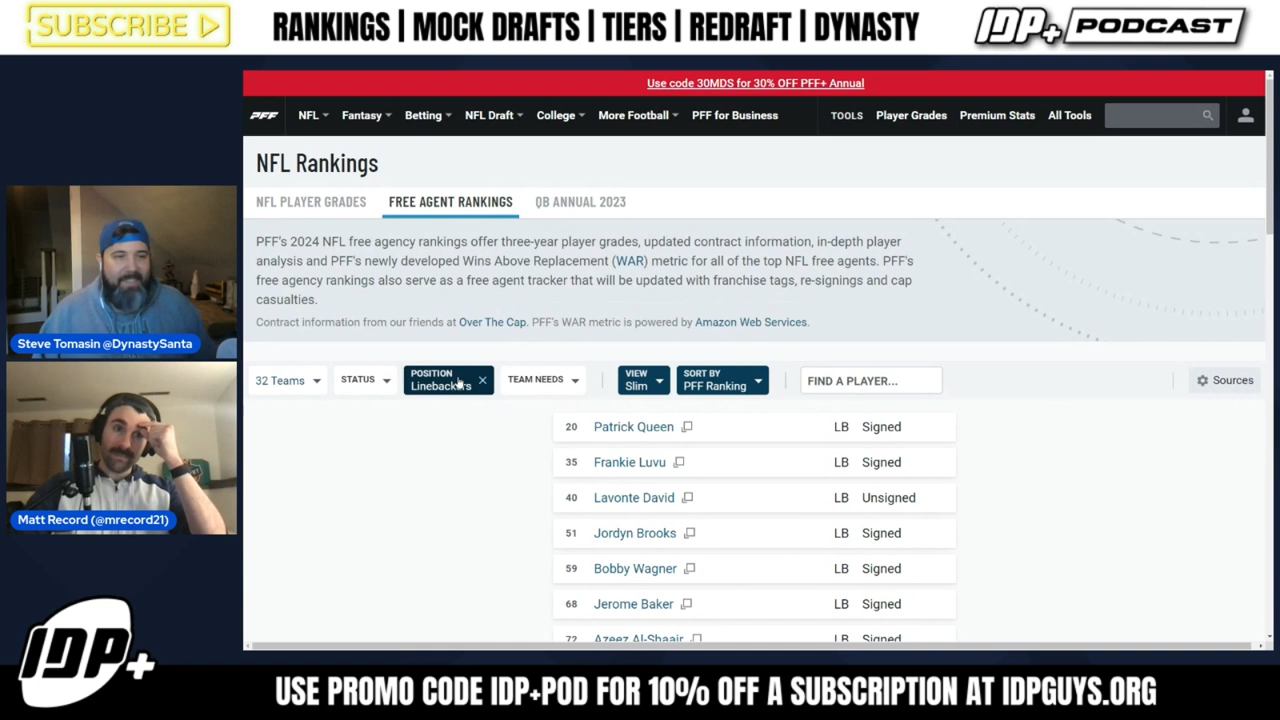 SUBSCRIBE
RANKINGS | MOCK DRAFTS | TIERS | REDRAFT | DYNASTY
IDP+ PODCAST
Use code 30MDS for 30% OFF PFF+ Annual
PFF NFL Fantasy Betting NFL Draft College More Football PFF for Business TOOLS Player Grades Premium Stats All Tools
NFL Rankings
NFL PLAYER GRADES FREE AGENT RANKINGS QB ANNUAL 2023
PFF's 2024 NFL free agency rankings offer three-year player grades, updated contract information, in-depth player
analysis and PFF's newly developed Wins Above Replacement (WAR) metric for all of the top NFL free agents. PFF's
free agency rankings also serve as a free agent tracker that will be updated with franchise tags, re-signings and cap
casualties.
Contract information from our friends at Over The Cap. PFF's WAR metric is powered by Amazon Web Services.
32 Teams STATUS POSITION Linebackers TEAM NEEDS VIEW Slim SORT BY PFF Ranking FIND A PLAYER... Sources
20 Patrick Queen LB Signed
35 Frankie Luvu LB Signed
40 Lavonte David LB Unsigned
51 Jordyn Brooks LB Signed
59 Bobby Wagner LB Signed
68 Jerome Baker LB Signed
72 Azeez Al-Shaair LB Signed
Steve Tomasin @DynastySanta
Matt Record (@mrecord21)
IDP+
USE PROMO CODE IDP+POD FOR 10% OFF A SUBSCRIPTION AT IDPGUYS.ORG